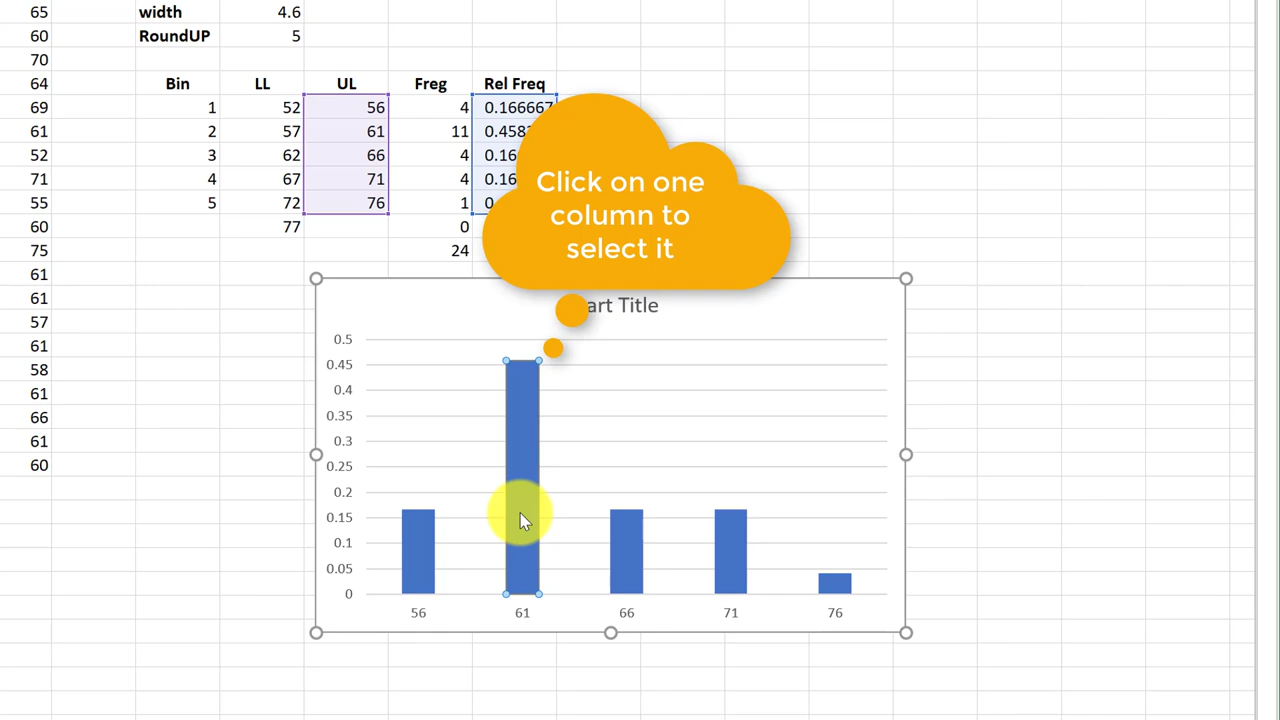 65 width 4.6
60 RoundUP 5
70
64 Bin LL UL Freg Rel Freq
69 1 52 56 4 0.166667
61 2 57 61 11
52 3 62 66 4
71 4 67 71 4
55 5 72 76 1
60 77 0
75 24
61
61
57
61
58
61
66
61
60
Click on one
column to
select it
Title
0.5
0.45
0.4
0.35
0.3
0.25
0.2
0.15
0.1
0.05
0
56 61 66 71 76